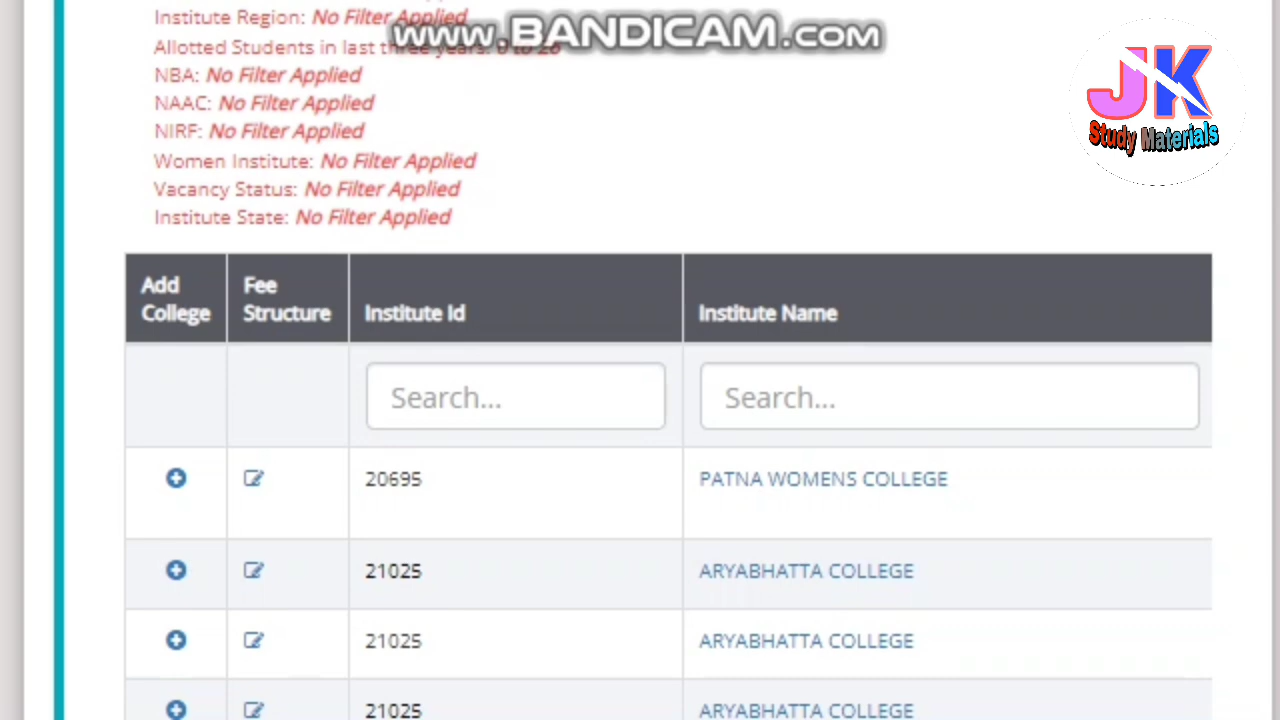 Institute Region: No Filter Applied
www.BANDICAM.com
Allotted Students in last three years: 0 to 26
NBA: No Filter Applied
NAAC: No Filter Applied
NIRF: No Filter Applied
Women Institute: No Filter Applied
Vacancy Status: No Filter Applied
Institute State: No Filter Applied
JK
Study Materials
Add College Fee Structure Institute Id Institute Name
Search... Search...
20695 PATNA WOMENS COLLEGE
21025 ARYABHATTA COLLEGE
21025 ARYABHATTA COLLEGE
21025 ARYABHATTA COLLEGE